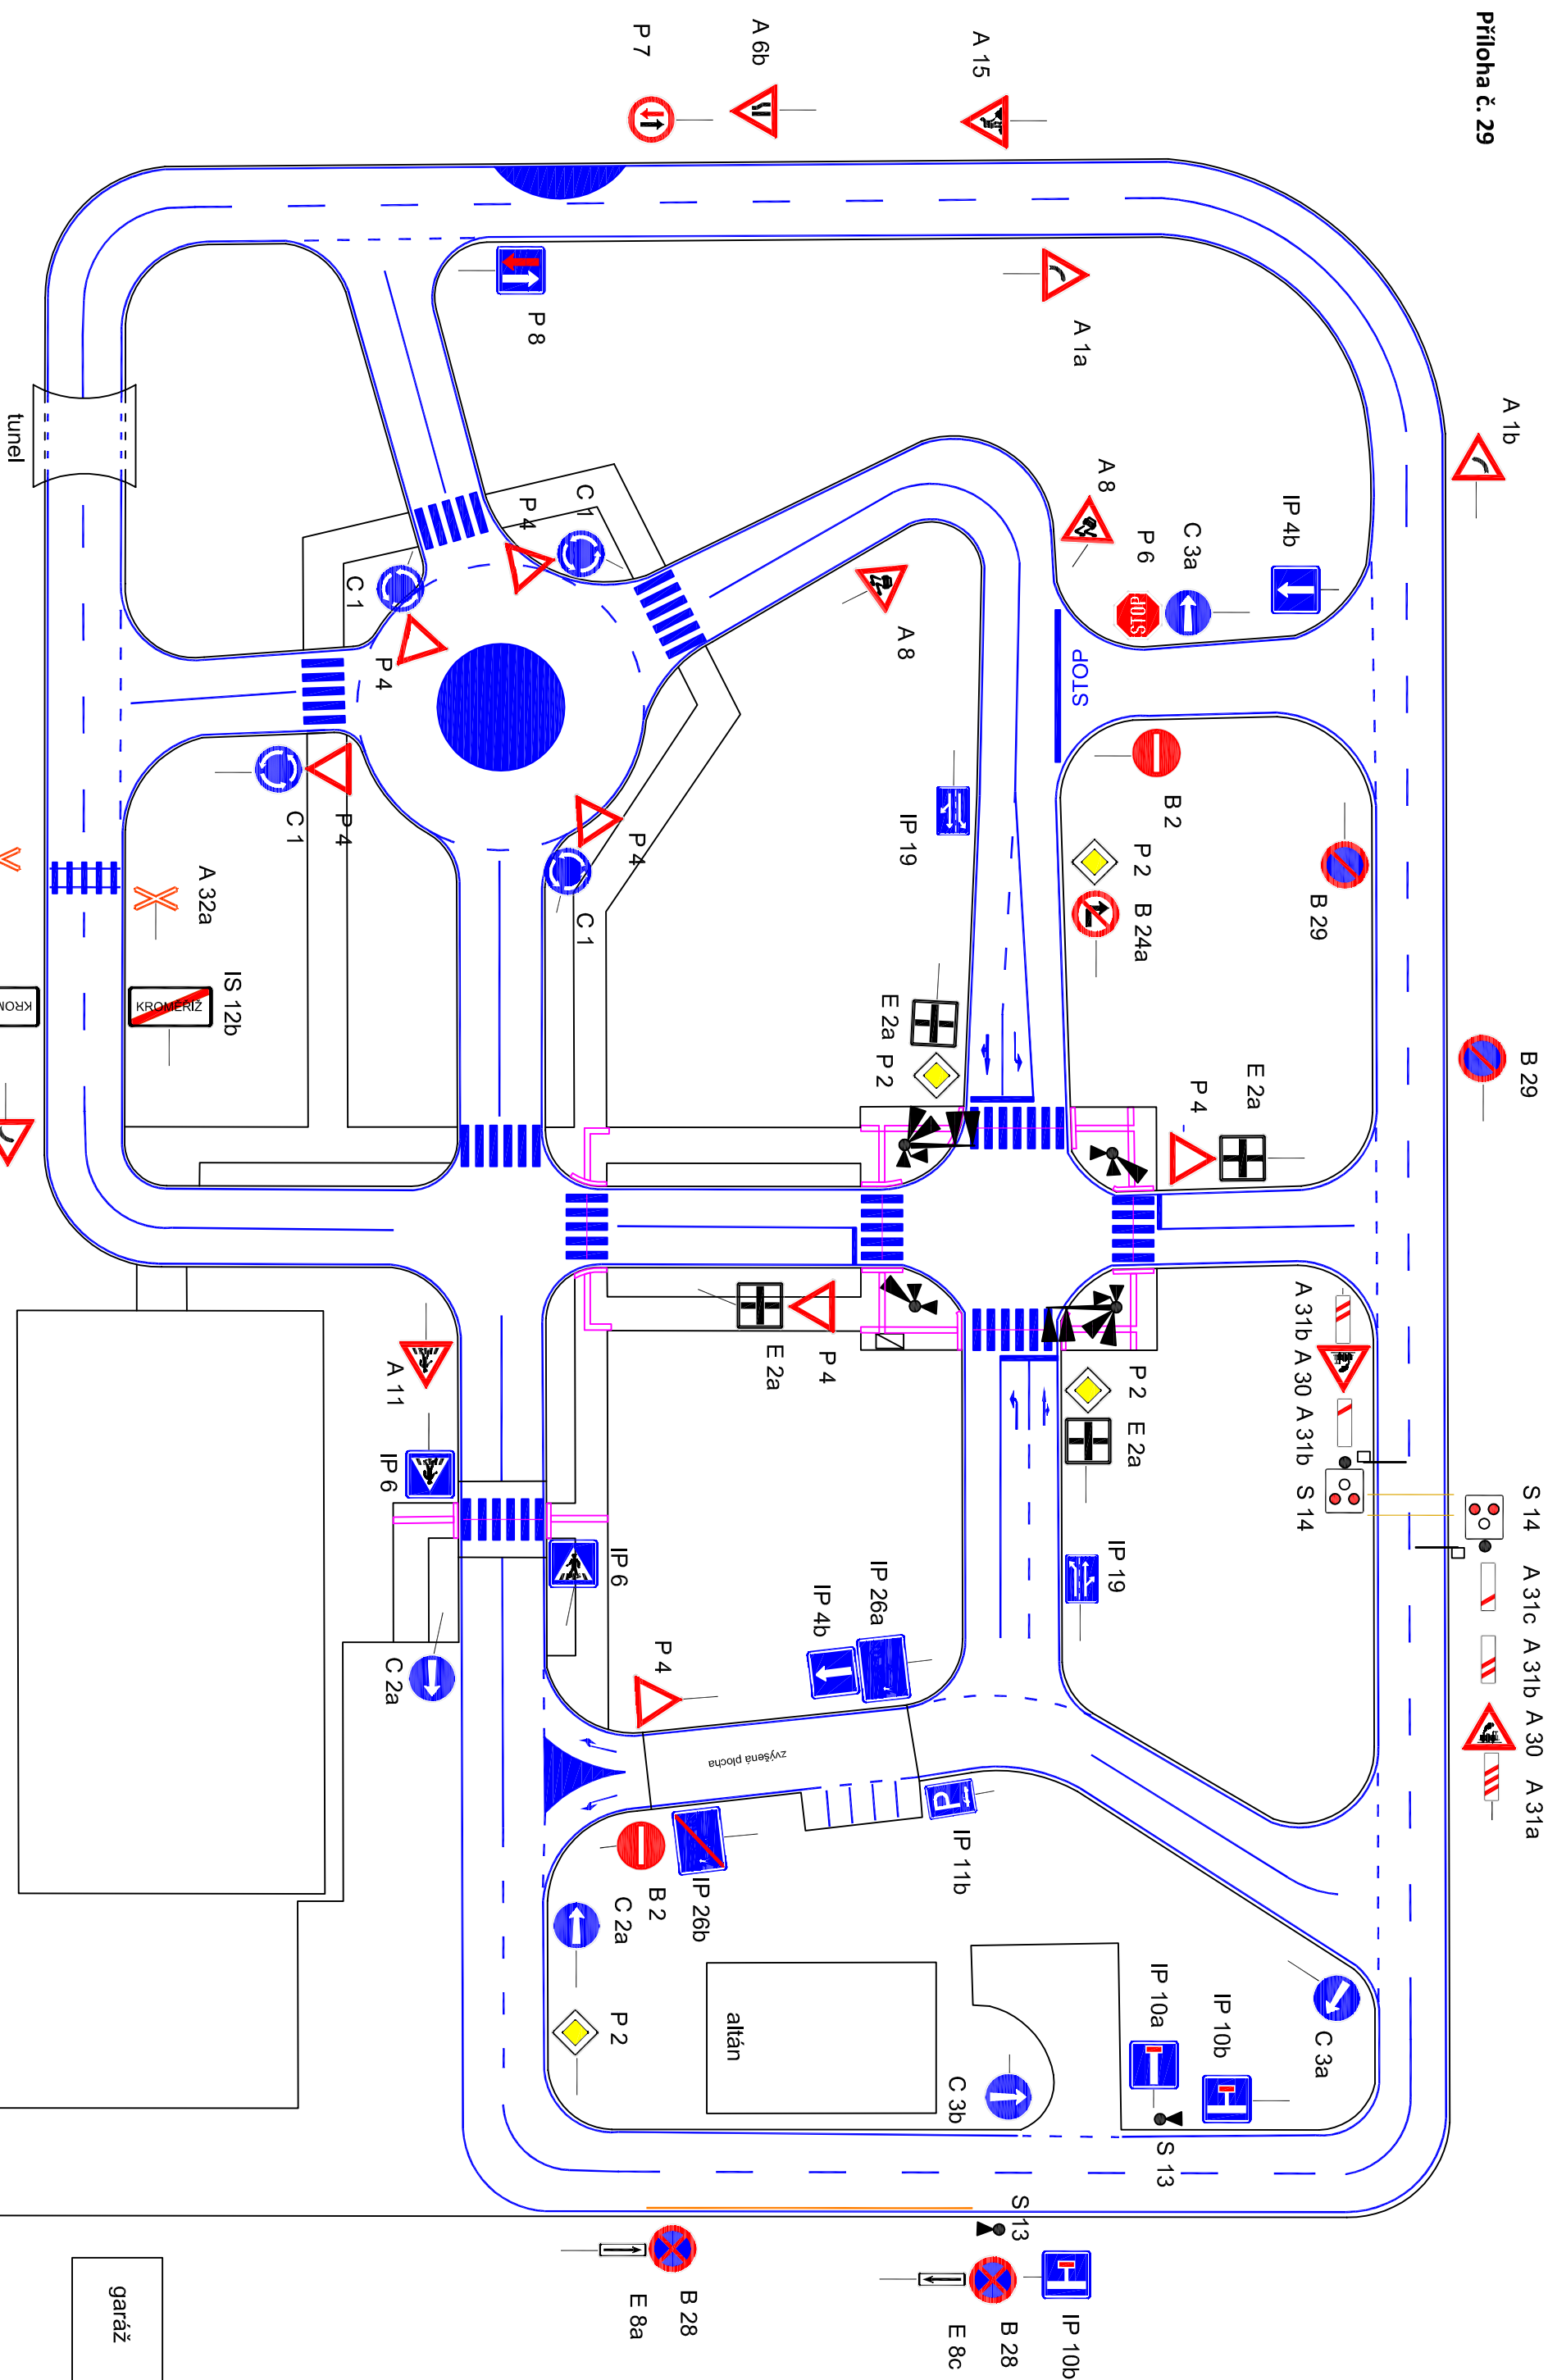 Příloha č. 29
B 29
S 14
A 31c
A 31b
A 30
A 31a
A 1b
IP 4b
C 3a
P 6
STOP
A 8
STOP
B 29
B 2
P 2
B 24a
E 2a
P 4
A 31b
A 30
A 31b
S 14
P 2
E 2a
IP 19
IP 10a
IP 10b
C 3a
S 13
IP 10b
A 15
A 1a
A 8
IP 19
E 2a
P 2
IP 26a
IP 4b
P
IP 11b
C 3b
S 13
B 28
E 8c
A 6b
P 7
P 8
P 4
C 1
P 4
C 1
E 2a
P 4
IP 6
P 4
zvýšená plocha
IP 26b
B 2
C 2a
P 2
altán
B 28
E 8a
C 1
P 4
P 4
C 1
A 11
IP 6
C 2a
tunel
A 32a
KROMĚŘÍŽ
IS 12b
KROM
garáž